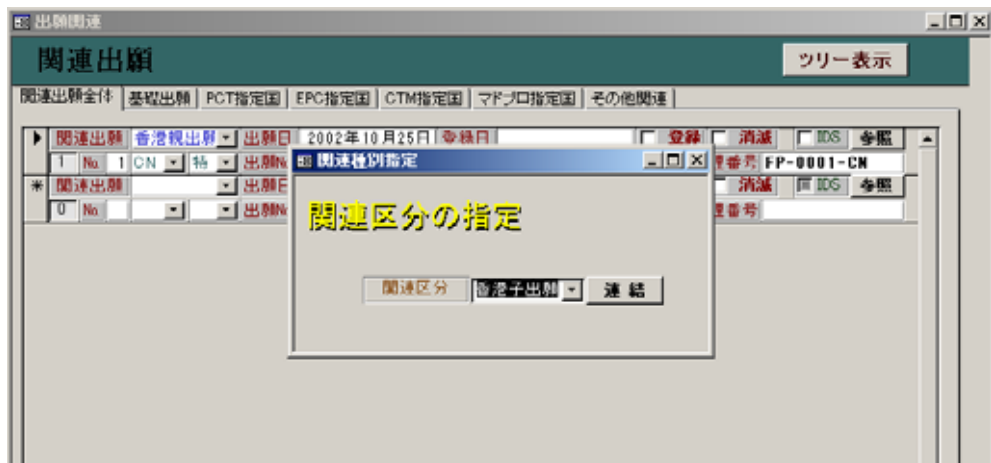 出願関連
関連出願
ツリー表示
関連出願全体 基礎出願 PCT指定国 EPC指定国 CTM指定国 マドプロ指定国 その他関連
関連出願 香港親出願 出願日 2002年10月25日 登録日 登録 消滅 IDS 参照
1 No. 1 CN 特 出願No 理番号 FP-0001-CN
関連出願 出願日 消滅 IDS 参照
0 No. 出願No 理番号
関連種別指定
関連区分の指定
関連区分 香港子出願 連結